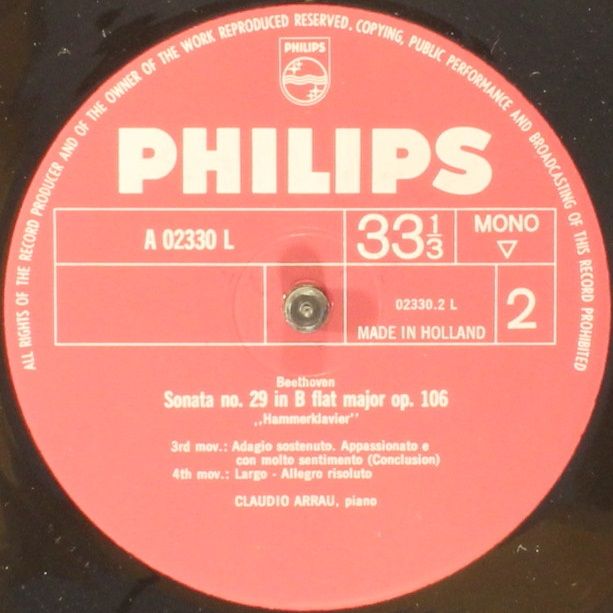 ALL RIGHTS OF THE RECORD PRODUCER AND OF THE OWNER OF THE WORK REPRODUCED RESERVED. COPYING, PUBLIC PERFORMANCE AND BROADCASTING OF THIS RECORD PROHIBITED
PHILIPS
PHILIPS
A 02330 L
33 1/3
MONO
02330.2 L
MADE IN HOLLAND
2
Beethoven
Sonata no. 29 in B flat major op. 106
„Hammerklavier"
3rd mov.: Adagio sostenuto. Appassionato e
con molto sentimento (Conclusion)
4th mov.: Largo - Allegro risoluto
CLAUDIO ARRAU, piano